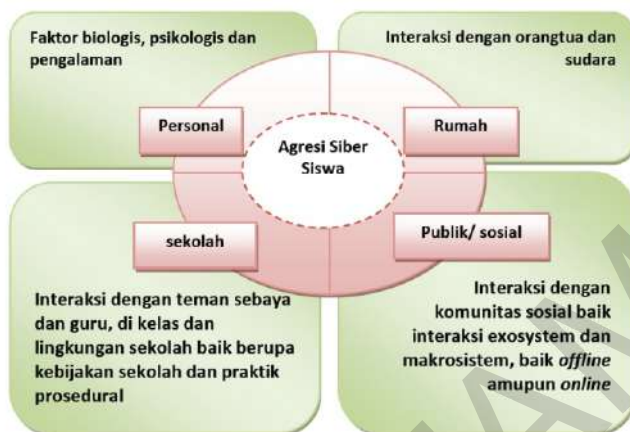 Faktor biologis, psikologis dan
pengalaman
Interaksi dengan orangtua dan
sudara
Personal
Rumah
Agresi Siber
Siswa
sekolah
Publik/ sosial
Interaksi dengan teman sebaya
dan guru, di kelas dan
lingkungan sekolah baik berupa
kebijakan sekolah dan praktik
prosedural
Interaksi dengan
komunitas sosial baik
interaksi exosystem dan
makrosistem, baik offline
amupun online